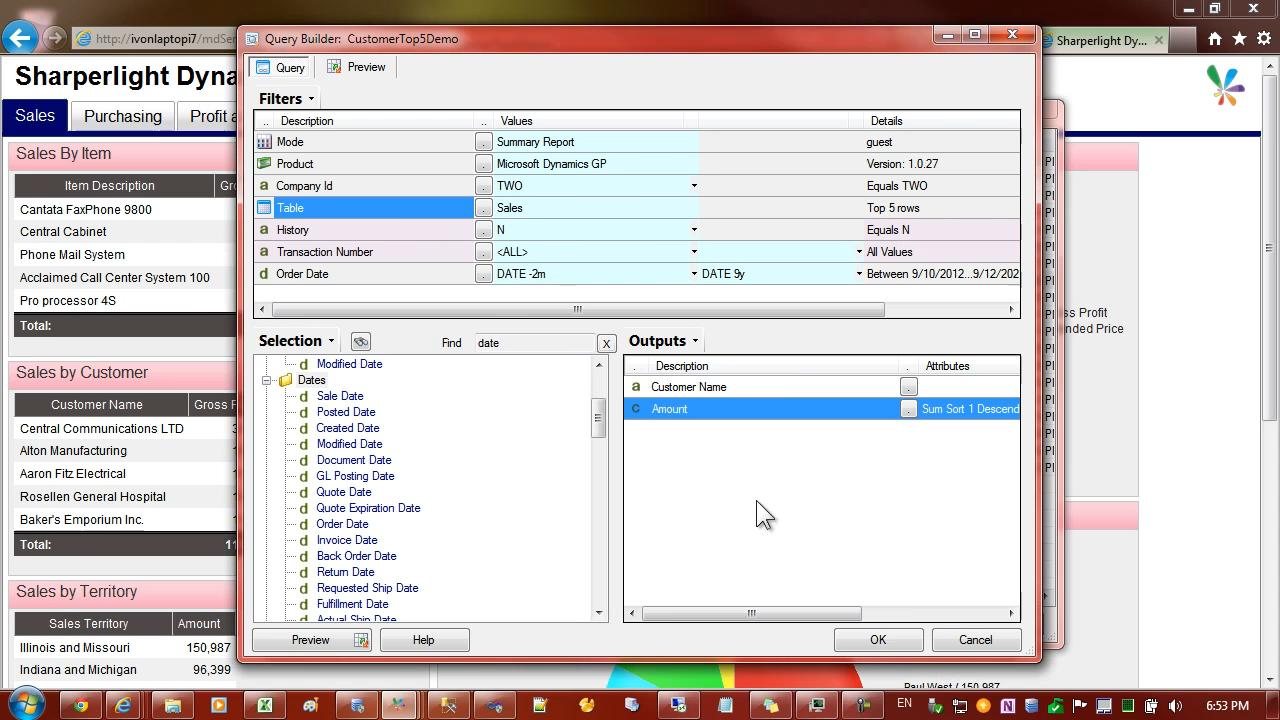 Query Builder: CustomerTop5Demo
http://ivonlaptopi7/mdSer
Sharperlight Dy...
Sharperlight Dyna
Query
Preview
Sales
Purchasing
Profit a
Filters
Description
Values
Details
Mode
Summary Report
guest
Product
Microsoft Dynamics GP
Version: 1.0.27
Company Id
TWO
Equals TWO
Table
Sales
Top 5 rows
History
N
Equals N
Transaction Number
<ALL>
All Values
Order Date
DATE -2m
DATE 9y
Between 9/10/2012...9/12/202
Sales By Item
Item Description
Gro
Cantata FaxPhone 9800
Central Cabinet
Phone Mail System
Acclaimed Call Center System 100
Pro processor 4S
Total:
ss Profit
nded Price
Selection
Find
date
X
Outputs
Description
Attributes
Customer Name
Amount
Sum Sort 1 Descend
Modified Date
Dates
Sale Date
Posted Date
Created Date
Modified Date
Document Date
GL Posting Date
Quote Date
Quote Expiration Date
Order Date
Invoice Date
Back Order Date
Return Date
Requested Ship Date
Fulfillment Date
Actual Ship Date
Sales by Customer
Customer Name
Gross P
Central Communications LTD
Alton Manufacturing
Aaron Fitz Electrical
Rosellen General Hospital
Baker's Emporium Inc.
Total:
11
Sales by Territory
Sales Territory
Amount
Illinois and Missouri
150,987
Indiana and Michigan
96,399
Preview
Help
OK
Cancel
Paul West / 150,987
EN
6:53 PM